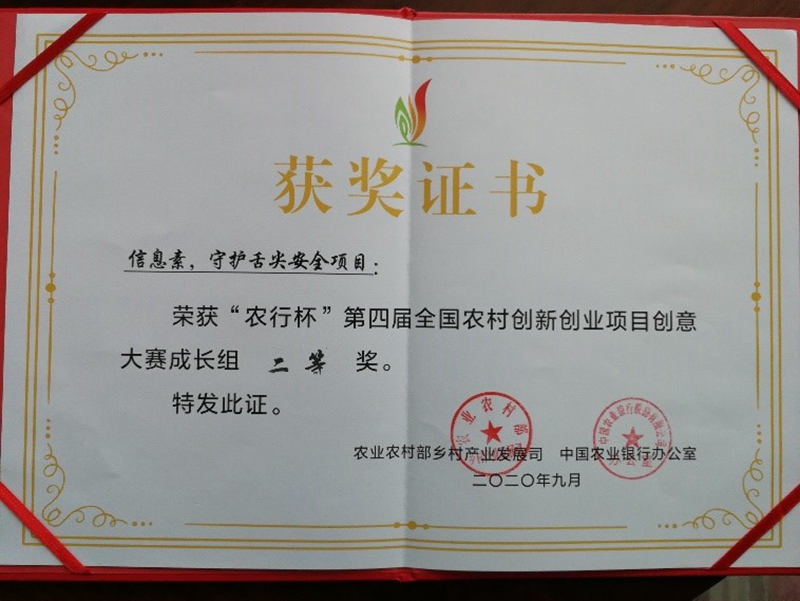 获奖证书
信息素，守护舌尖安全项目：
荣获“农行杯”第四届全国农村创新创业项目创意
大赛成长组 二等 奖。
特发此证。
农业农村部乡村产业发展司 中国农业银行办公室
二〇二〇年九月